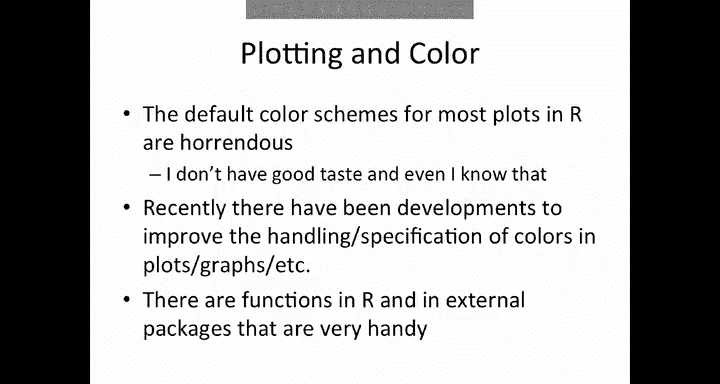 Plotting and Color
• The default color schemes for most plots in R
are horrendous
– I don't have good taste and even I know that
• Recently there have been developments to
improve the handling/specification of colors in
plots/graphs/etc.
• There are functions in R and in external
packages that are very handy